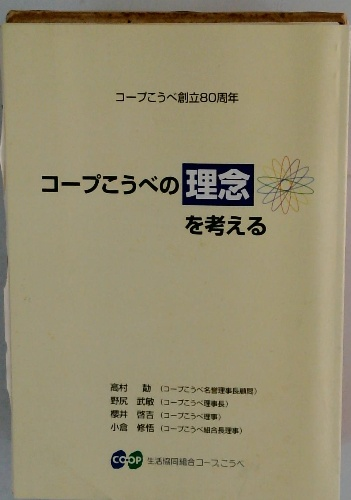 コープこうべ創立80周年
コープこうべの理念
を考える
高村 勣 (コープこうべ名誉理事長顧問)
野尻 武敏 (コープこうべ理事長)
櫻井 啓吉 (コープこうべ理事)
小倉 修悟 (コープこうべ組合長理事)
CO・OP 生活協同組合コープこうべ